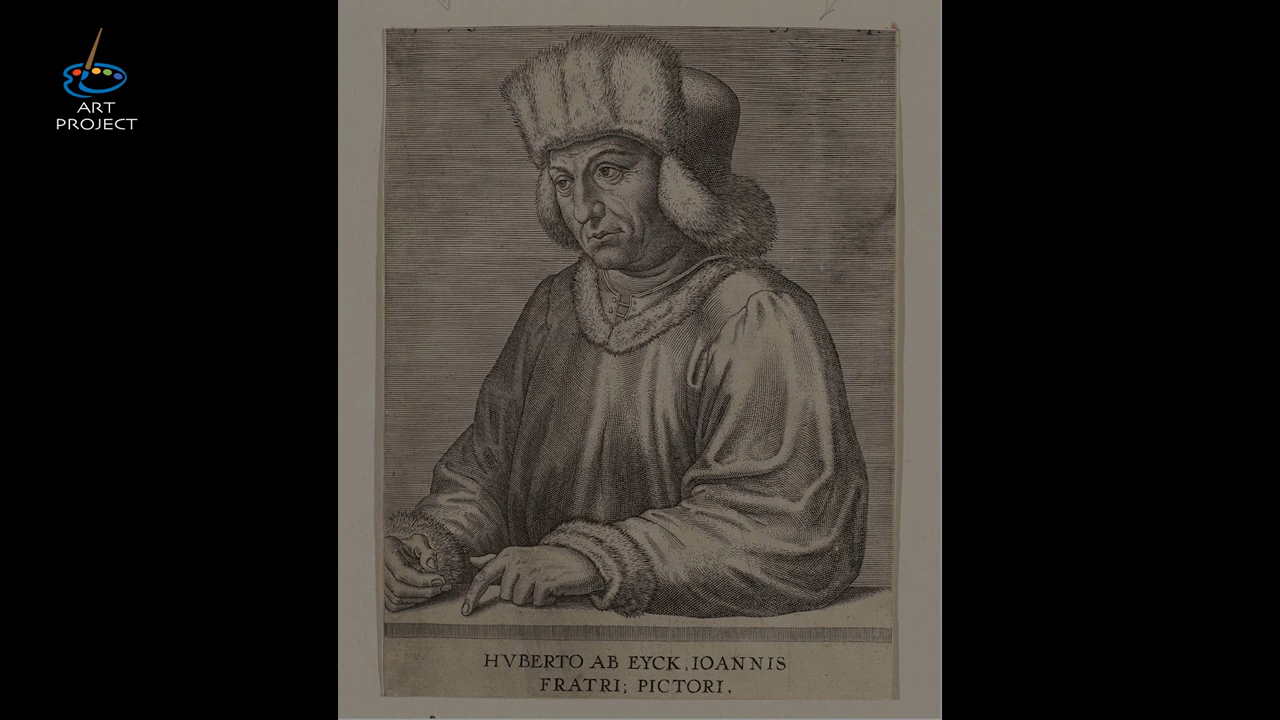 ART
PROJECT
HVBERTO AB EYCK, IOANNIS
FRATRI; PICTORI.